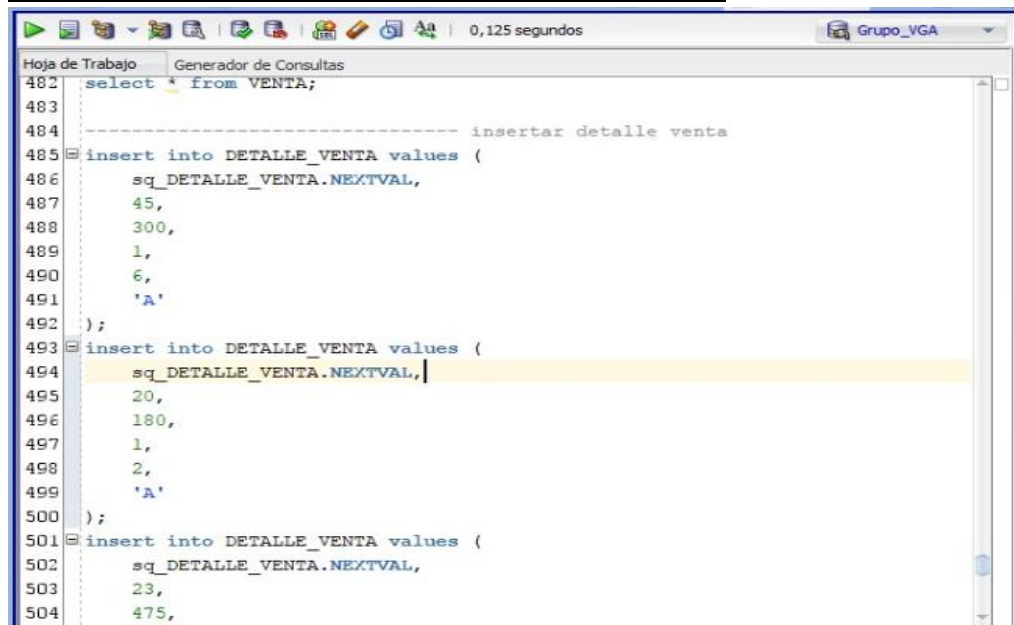 0,125 segundos
Grupo_VGA
Hoja de Trabajo Generador de Consultas
482 select * from VENTA;
483
484 -------------------------------- insertar detalle venta
485 insert into DETALLE_VENTA values (
486 sq_DETALLE_VENTA.NEXTVAL,
487 45,
488 300,
489 1,
490 6,
491 'A'
492 );
493 insert into DETALLE_VENTA values (
494 sq_DETALLE_VENTA.NEXTVAL,
495 20,
496 180,
497 1,
498 2,
499 'A'
500 );
501 insert into DETALLE_VENTA values (
502 sq_DETALLE_VENTA.NEXTVAL,
503 23,
504 475,